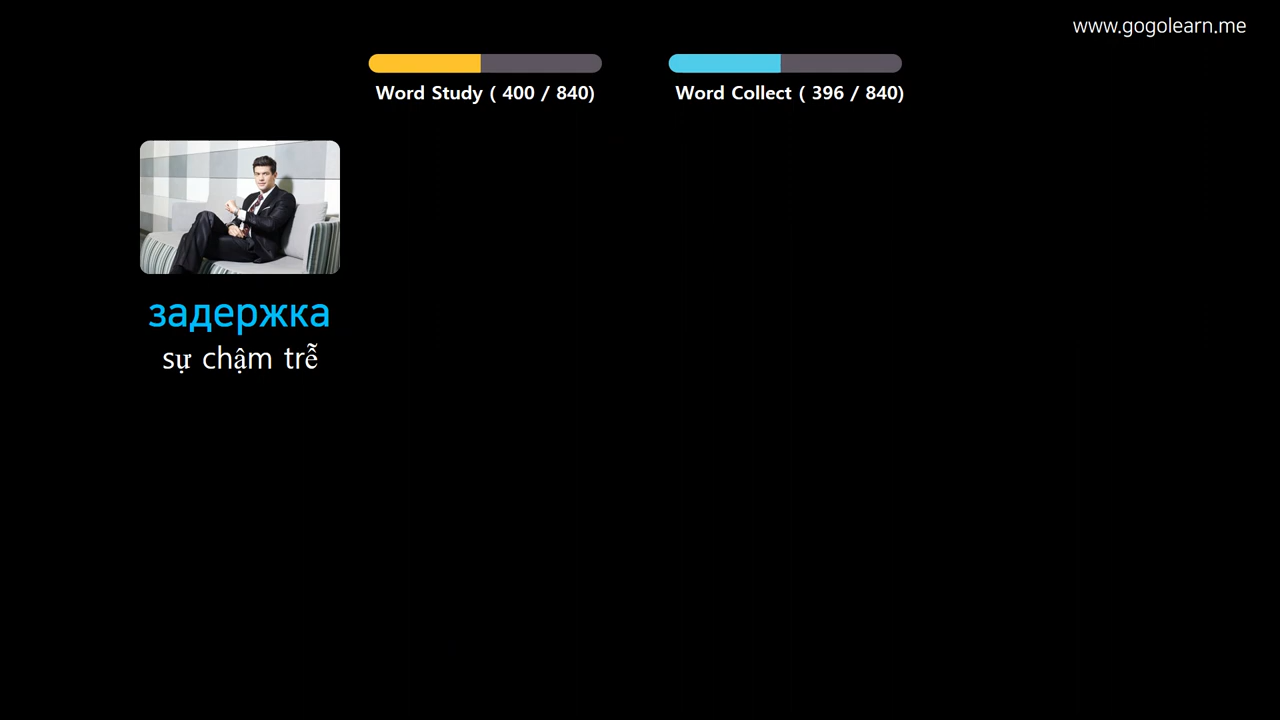 www.gogolearn.me
Word Study ( 400 / 840)
Word Collect ( 396 / 840)
задержка
sự chậm trễ